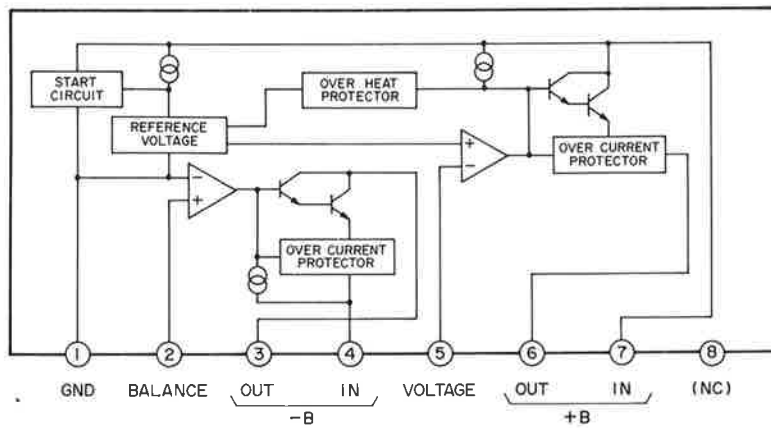 START
CIRCUIT
OVER HEAT
PROTECTOR
REFERENCE
VOLTAGE
+
−
OVER CURRENT
PROTECTOR
−
+
OVER CURRENT
PROTECTOR
1 2 3 4 5 6 7 8
GND BALANCE OUT IN VOLTAGE OUT IN (NC)
−B +B